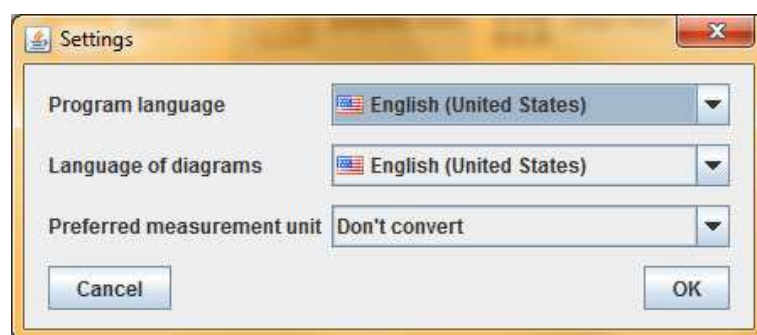 Settings
Program language English (United States)
Language of diagrams English (United States)
Preferred measurement unit Don't convert
Cancel OK